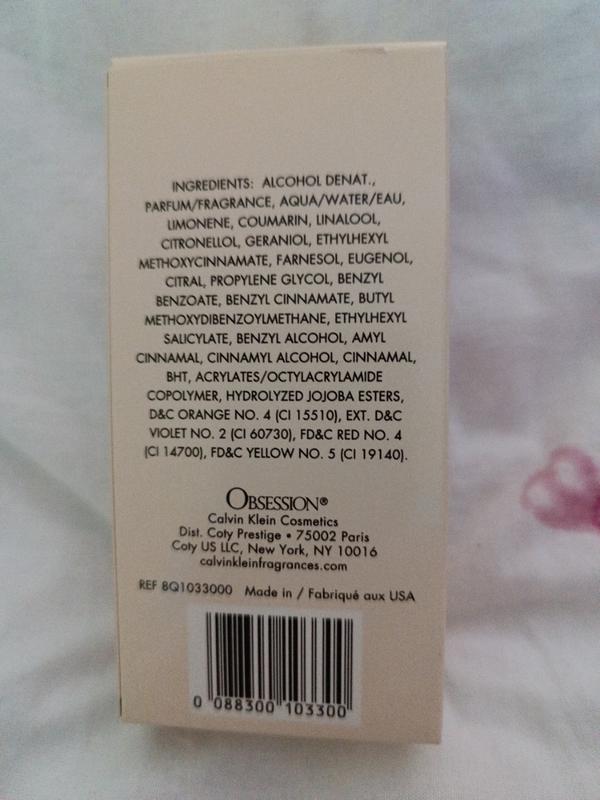 INGREDIENTS: ALCOHOL DENAT.,
PARFUM/FRAGRANCE, AQUA/WATER/EAU,
LIMONENE, COUMARIN, LINALOOL,
CITRONELLOL, GERANIOL, ETHYLHEXYL
METHOXYCINNAMATE, FARNESOL, EUGENOL,
CITRAL, PROPYLENE GLYCOL, BENZYL
BENZOATE, BENZYL CINNAMATE, BUTYL
METHOXYDIBENZOYLMETHANE, ETHYLHEXYL
SALICYLATE, BENZYL ALCOHOL, AMYL
CINNAMAL, CINNAMYL ALCOHOL, CINNAMAL,
BHT, ACRYLATES/OCTYLACRYLAMIDE
COPOLYMER, HYDROLYZED JOJOBA ESTERS,
D&C ORANGE NO. 4 (CI 15510), EXT. D&C
VIOLET NO. 2 (CI 60730), FD&C RED NO. 4
(CI 14700), FD&C YELLOW NO. 5 (CI 19140).
OBSESSION®
Calvin Klein Cosmetics
Dist. Coty Prestige • 75002 Paris
Coty US LLC, New York, NY 10016
calvinkleinfragrances.com
REF 8Q1033000 Made in / Fabriqué aux USA
0 088300 103300